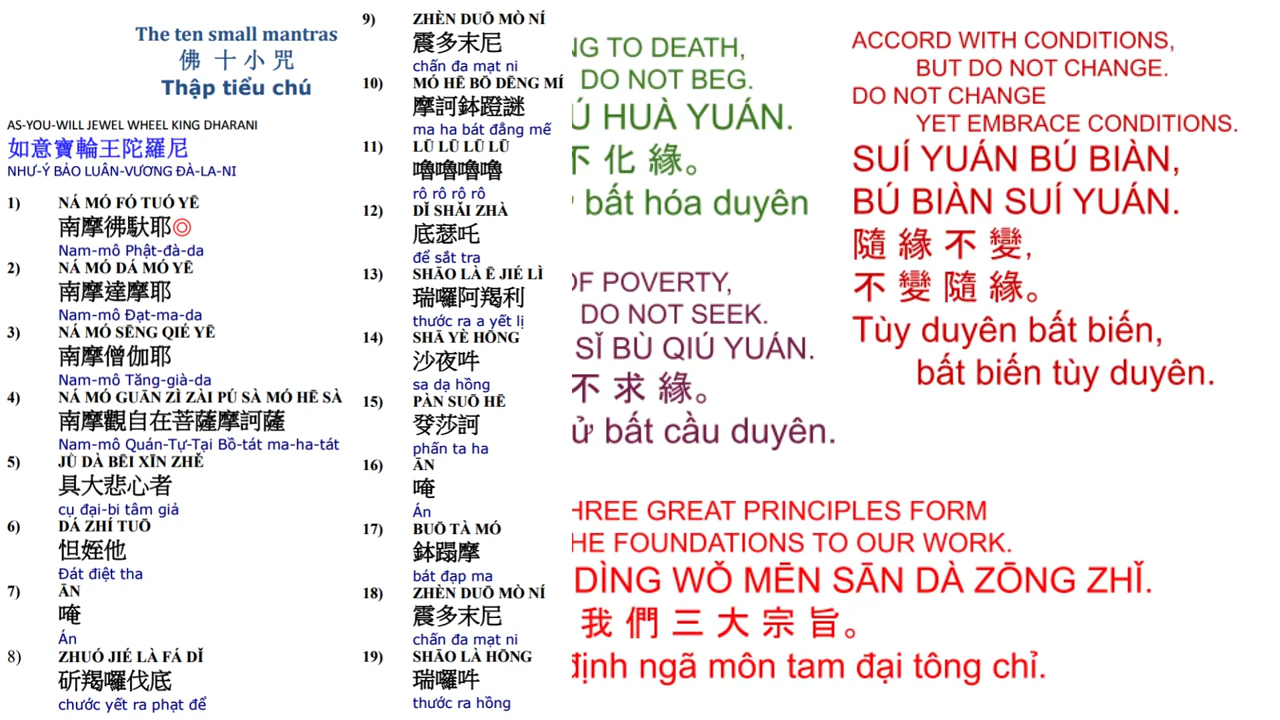 The ten small mantras
佛 十 小 咒
Thập tiểu chú
AS-YOU-WILL JEWEL WHEEL KING DHARANI
如意寶輪王陀羅尼
NHƯ-Ý BẢO LUÂN-VƯƠNG ĐÀ-LA-NI
1) NÁ MÓ FÓ TUÓ YĒ
南摩彿馱耶◎
Nam-mô Phật-đà-da
2) NÁ MÓ DÁ MÓ YĒ
南摩達摩耶
Nam-mô Đạt-ma-da
3) NÁ MÓ SĒNG QIÉ YĒ
南摩僧伽耶
Nam-mô Tăng-già-da
4) NÁ MÓ GUĀN ZÌ ZÀI PÚ SÀ MÓ HĒ SÀ
南摩觀自在菩薩摩訶薩
Nam-mô Quán-Tự-Tại Bồ-tát ma-ha-tát
5) JÙ DÀ BĒI XĪN ZHĚ
具大悲心者
cụ đại-bi tâm giả
6) DÁ ZHÍ TUŌ
怛姪他
Đát điệt tha
7) ĀN
唵
Án
8) ZHUÓ JIÉ LÀ FÁ DǏ
斫羯囉伐底
chước yết ra phạt để
9) ZHÈN DUŌ MÒ NÍ
震多末尼
chấn đa mạt ni
10) MÓ HĒ BŌ DĒNG MÍ
摩訶鉢蹬謎
ma ha bát đẳng mế
11) LŪ LŪ LŪ LŪ
嚕嚕嚕嚕
rô rô rô rô
12) DǏ SHǍI ZHÀ
底瑟吒
để sắt tra
13) SHĀO LÀ Ē JIÉ LÌ
瑞囉阿羯利
thước ra a yết lị
14) SHĀ YÈ HŌNG
沙夜吽
sa dạ hồng
15) PÀN SUŌ HĒ
癹莎訶
phấn ta ha
16) ĀN
唵
Án
17) BUŌ TÀ MÓ
鉢蹋摩
bát đạp ma
18) ZHÈN DUŌ MÒ NÍ
震多末尼
chấn đa mạt ni
19) SHĀO LÀ HŌNG
瑞囉吽
thước ra hồng
NG TO DEATH,
DO NOT BEG.
Ú HUÀ YUÁN.
不 化 緣。
bất hóa duyên
OF POVERTY,
DO NOT SEEK.
SǏ BÙ QIÚ YUÁN.
不 求 緣。
ử bất cầu duyên.
ACCORD WITH CONDITIONS,
BUT DO NOT CHANGE.
DO NOT CHANGE
YET EMBRACE CONDITIONS.
SUÍ YUÁN BÚ BIÀN,
BÚ BIÀN SUÍ YUÁN.
隨 緣 不 變,
不 變 隨 緣。
Tùy duyên bất biến,
bất biến tùy duyên.
HREE GREAT PRINCIPLES FORM
HE FOUNDATIONS TO OUR WORK.
DÌNG WǑ MĒN SĀN DÀ ZŌNG ZHǏ.
我 們 三 大 宗 旨。
định ngã môn tam đại tông chỉ.